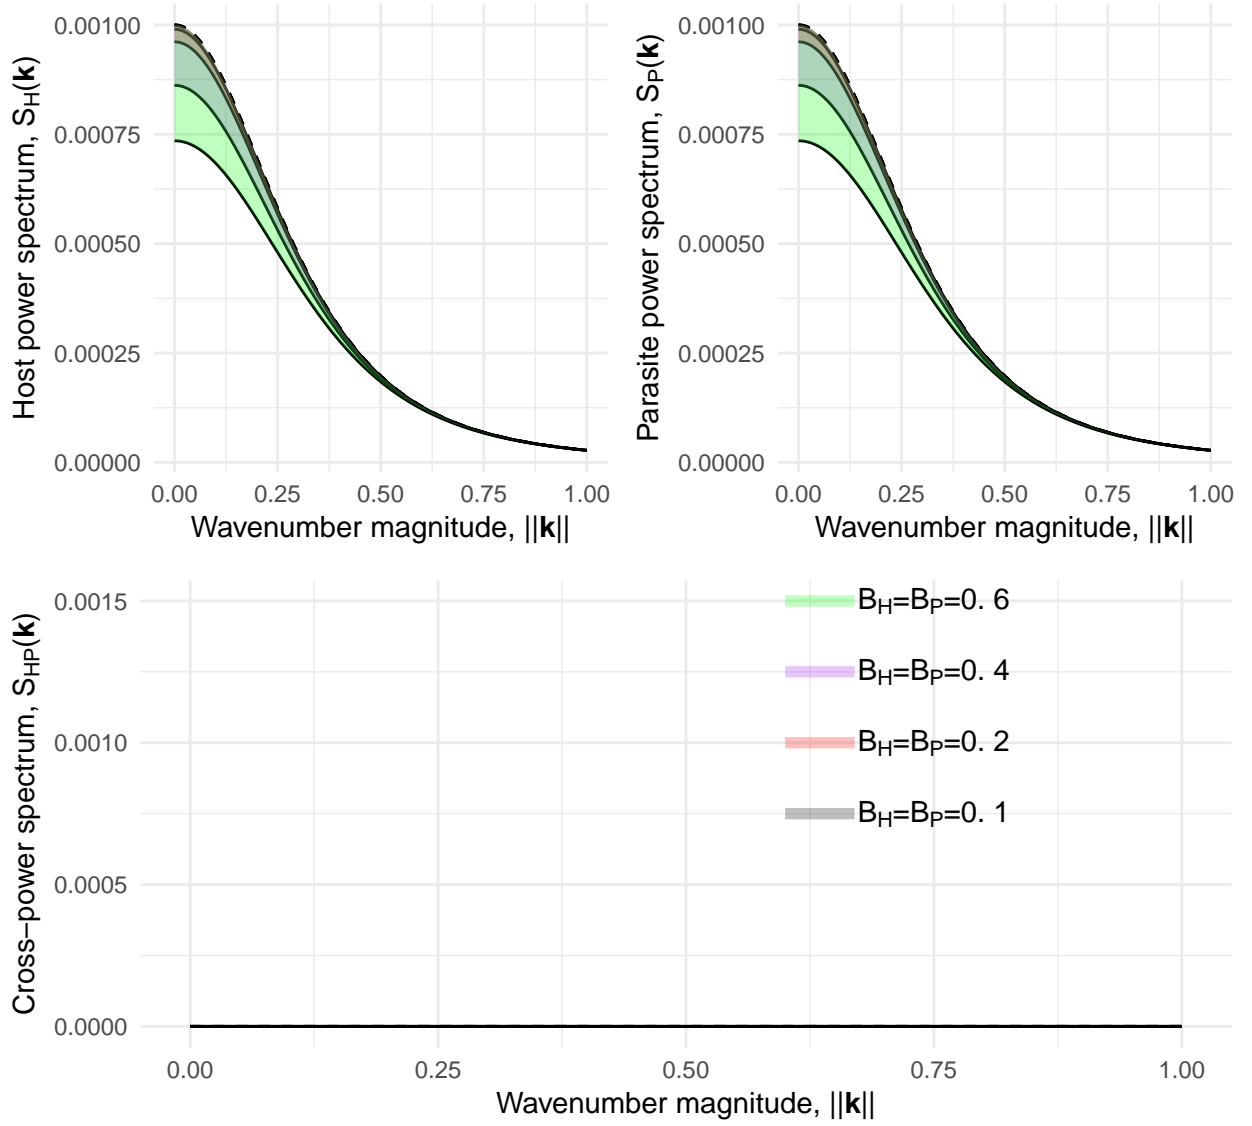 Host power spectrum, S_H(k)
0.00100
0.00075
0.00050
0.00025
0.00000
0.00 0.25 0.50 0.75 1.00
Wavenumber magnitude, ||k||
Parasite power spectrum, S_P(k)
0.00100
0.00075
0.00050
0.00025
0.00000
0.00 0.25 0.50 0.75 1.00
Wavenumber magnitude, ||k||
Cross−power spectrum, S_HP(k)
0.0015
0.0010
0.0005
0.0000
B_H=B_P=0. 6
B_H=B_P=0. 4
B_H=B_P=0. 2
B_H=B_P=0. 1
0.00 0.25 0.50 0.75 1.00
Wavenumber magnitude, ||k||